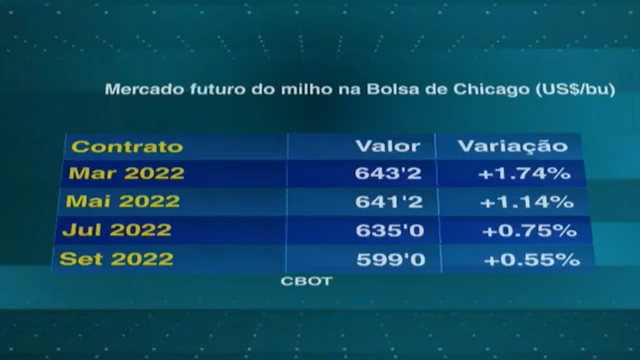 Mercado futuro do milho na Bolsa de Chicago (US$/bu)
Contrato Valor Variação
Mar 2022 643'2 +1.74%
Mai 2022 641'2 +1.14%
Jul 2022 635'0 +0.75%
Set 2022 599'0 +0.55%
CBOT